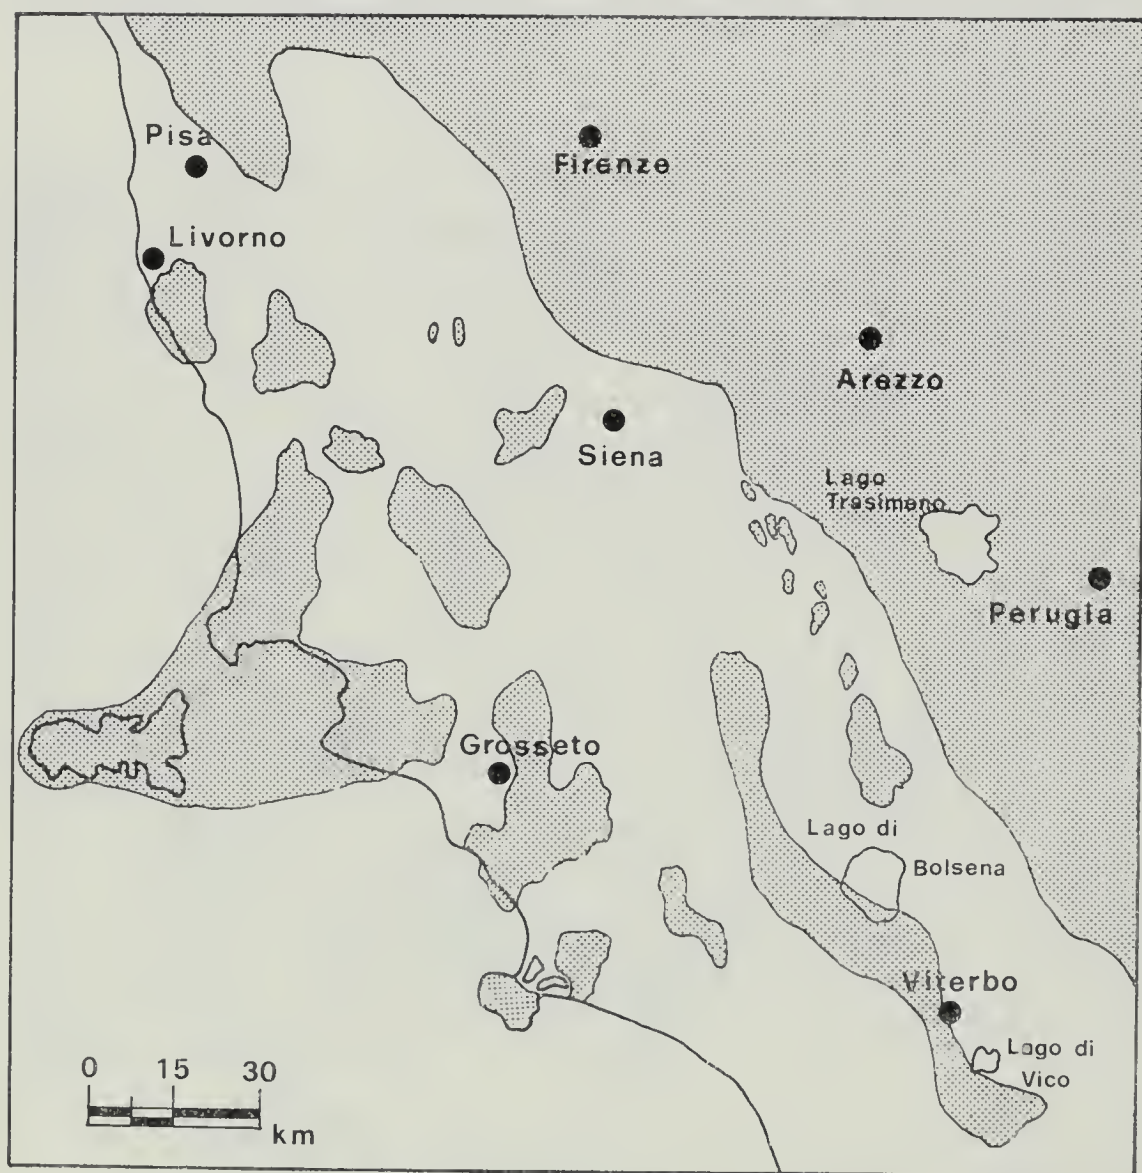 Pisa
Firenze
Livorno
Arezzo
Siena
Lago
Trasimeno
Perugia
Grosseto
Lago di
Bolsena
Viterbo
Lago di
Vico
0 15 30
km